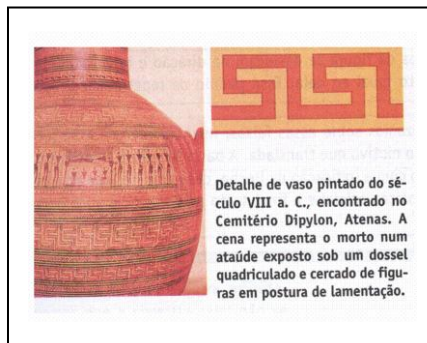 Detalhe de vaso pintado do sé-
culo VIII a. C., encontrado no
Cemitério Dipylon, Atenas. A
cena representa o morto num
ataúde exposto sob um dossel
quadriculado e cercado de figu-
ras em postura de lamentação.